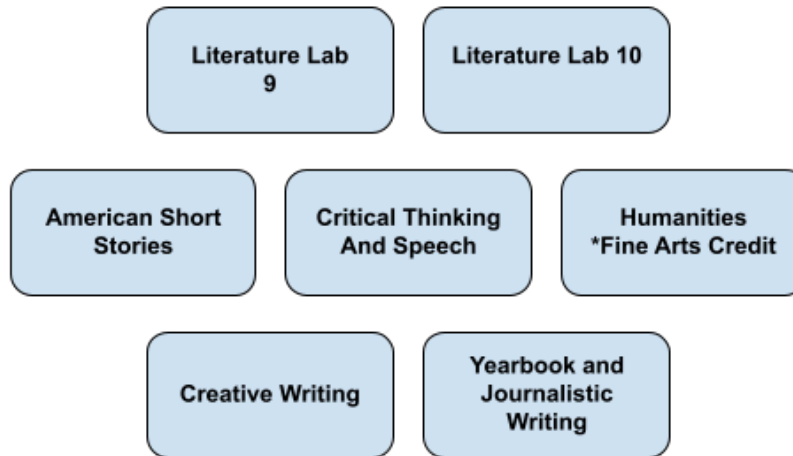 Literature Lab
9
Literature Lab 10
American Short
Stories
Critical Thinking
And Speech
Humanities
*Fine Arts Credit
Creative Writing
Yearbook and
Journalistic
Writing